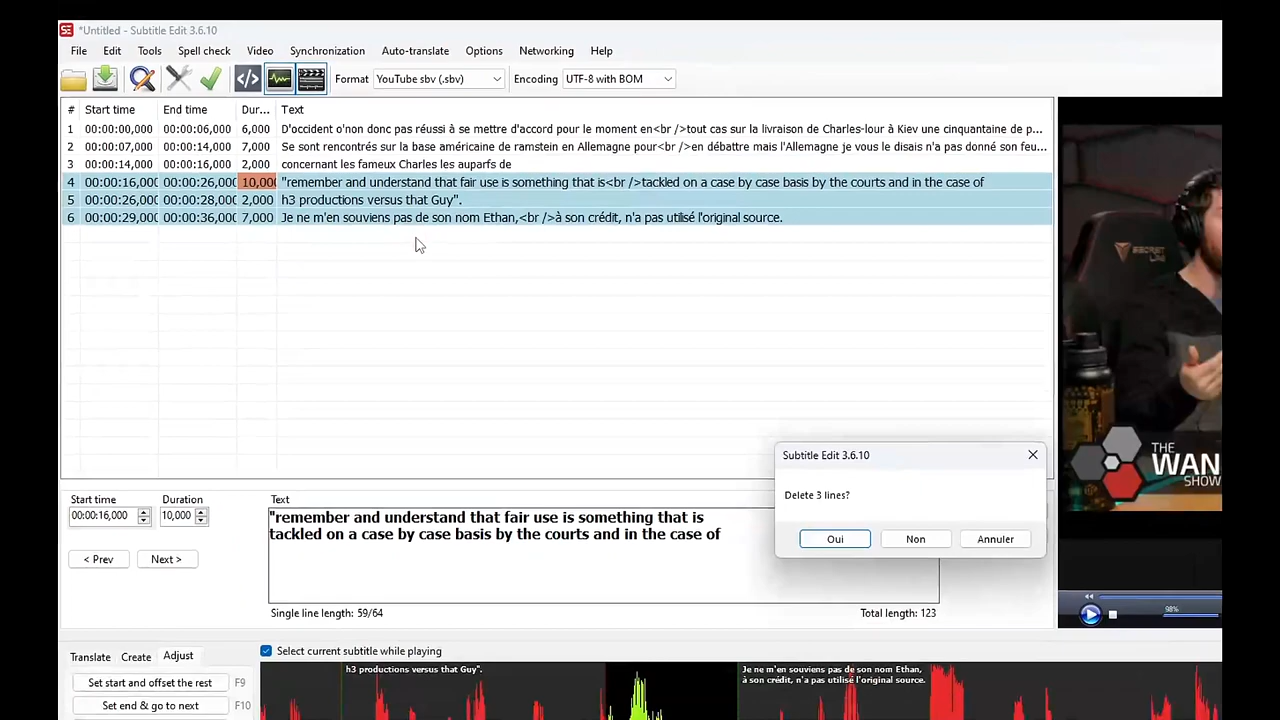 *Untitled - Subtitle Edit 3.6.10
File Edit Tools Spell check Video Synchronization Auto-translate Options Networking Help
Format YouTube sbv (.sbv) Encoding UTF-8 with BOM
# Start time End time Dur... Text
1 00:00:00,000 00:00:06,000 6,000 D'occident o'non donc pas réussi à se mettre d'accord pour le moment en<br />tout cas sur la livraison de Charles-lour à Kiev une cinquantaine de p...
2 00:00:07,000 00:00:14,000 7,000 Se sont rencontrés sur la base américaine de ramstein en Allemagne pour<br />en débattre mais l'Allemagne je vous le disais n'a pas donné son feu...
3 00:00:14,000 00:00:16,000 2,000 concernant les fameux Charles les auparfs de
4 00:00:16,000 00:00:26,000 10,000 "remember and understand that fair use is something that is<br />tackled on a case by case basis by the courts and in the case of
5 00:00:26,000 00:00:28,000 2,000 h3 productions versus that Guy".
6 00:00:29,000 00:00:36,000 7,000 Je ne m'en souviens pas de son nom Ethan,<br />à son crédit, n'a pas utilisé l'original source.
SECRET LAB
THE
WAN
SHOW
Subtitle Edit 3.6.10
Delete 3 lines?
Oui Non Annuler
Start time Duration Text
00:00:16,000 10,000
"remember and understand that fair use is something that is
tackled on a case by case basis by the courts and in the case of
< Prev Next >
Single line length: 59/64 Total length: 123
98%
Translate Create Adjust
Select current subtitle while playing
Set start and offset the rest F9
Set end & go to next F10
h3 productions versus that Guy".
Je ne m'en souviens pas de son nom Ethan,
à son crédit, n'a pas utilisé l'original source.